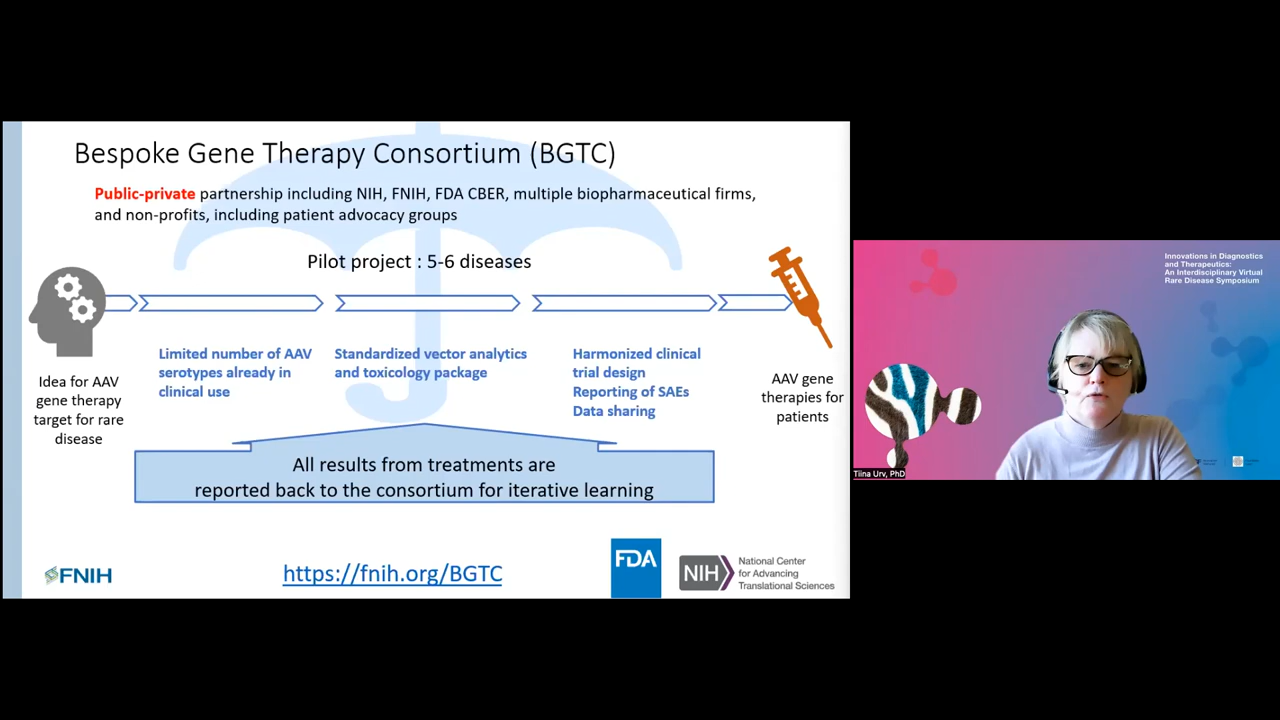 Bespoke Gene Therapy Consortium (BGTC)
Public-private partnership including NIH, FNIH, FDA CBER, multiple biopharmaceutical firms,
and non-profits, including patient advocacy groups
Pilot project : 5-6 diseases
Idea for AAV
gene therapy
target for rare
disease
Limited number of AAV
serotypes already in
clinical use
Standardized vector analytics
and toxicology package
Harmonized clinical
trial design
Reporting of SAEs
Data sharing
AAV gene
therapies for
patients
All results from treatments are
reported back to the consortium for iterative learning
FNIH
https://fnih.org/BGTC
FDA
NIH
National Center
for Advancing
Translational Sciences
Innovations in Diagnostics
and Therapeutics:
An Interdisciplinary Virtual
Rare Disease Symposium
Tiina Urv, PhD